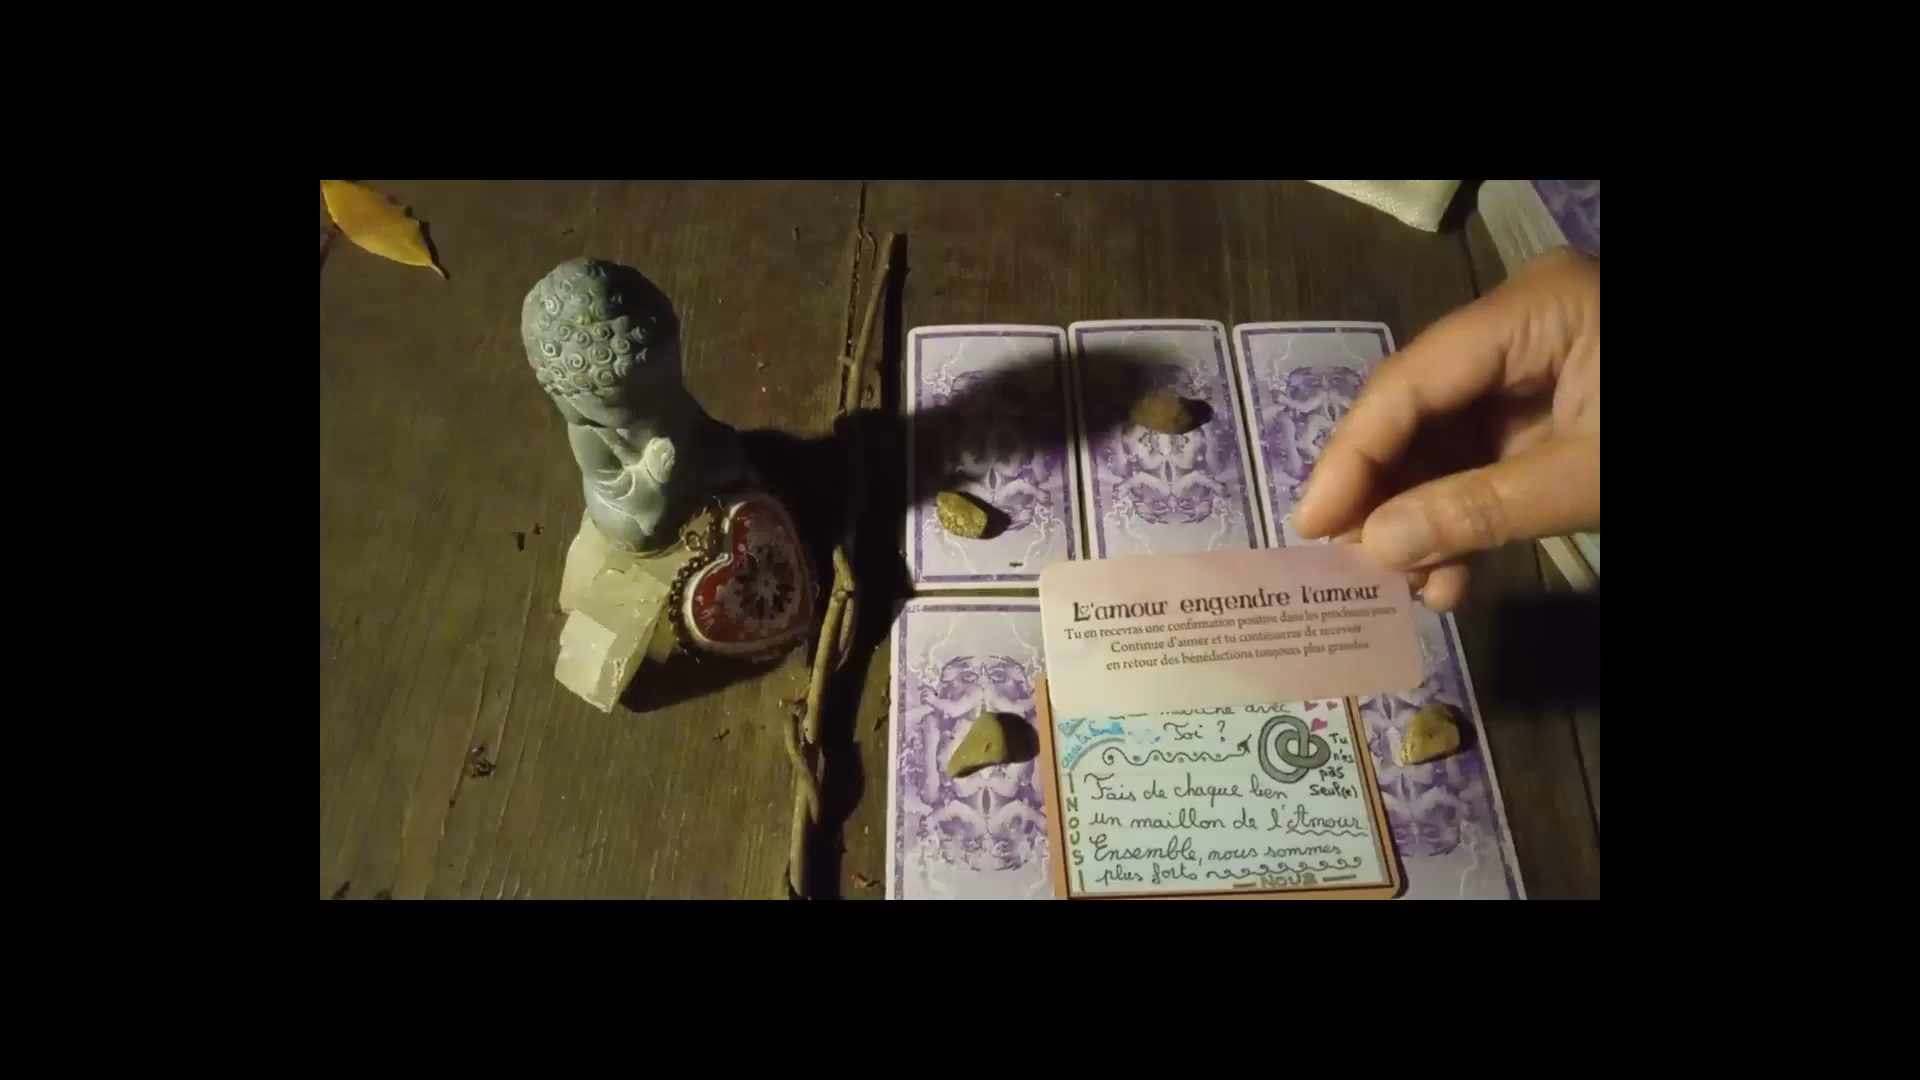 L'amour engendre l'amour
Tu en recevras une confirmation positive dans les prochains jours
Continue d'aimer et tu continueras de recevoir
en retour des bénédictions toujours plus grandes
marche avec
Toi ?
Tu
n'es
pas
seul(e)
NOUS
Fais de chaque lien
un maillon de l'Amour
Ensemble, nous sommes
plus forts
NOUS